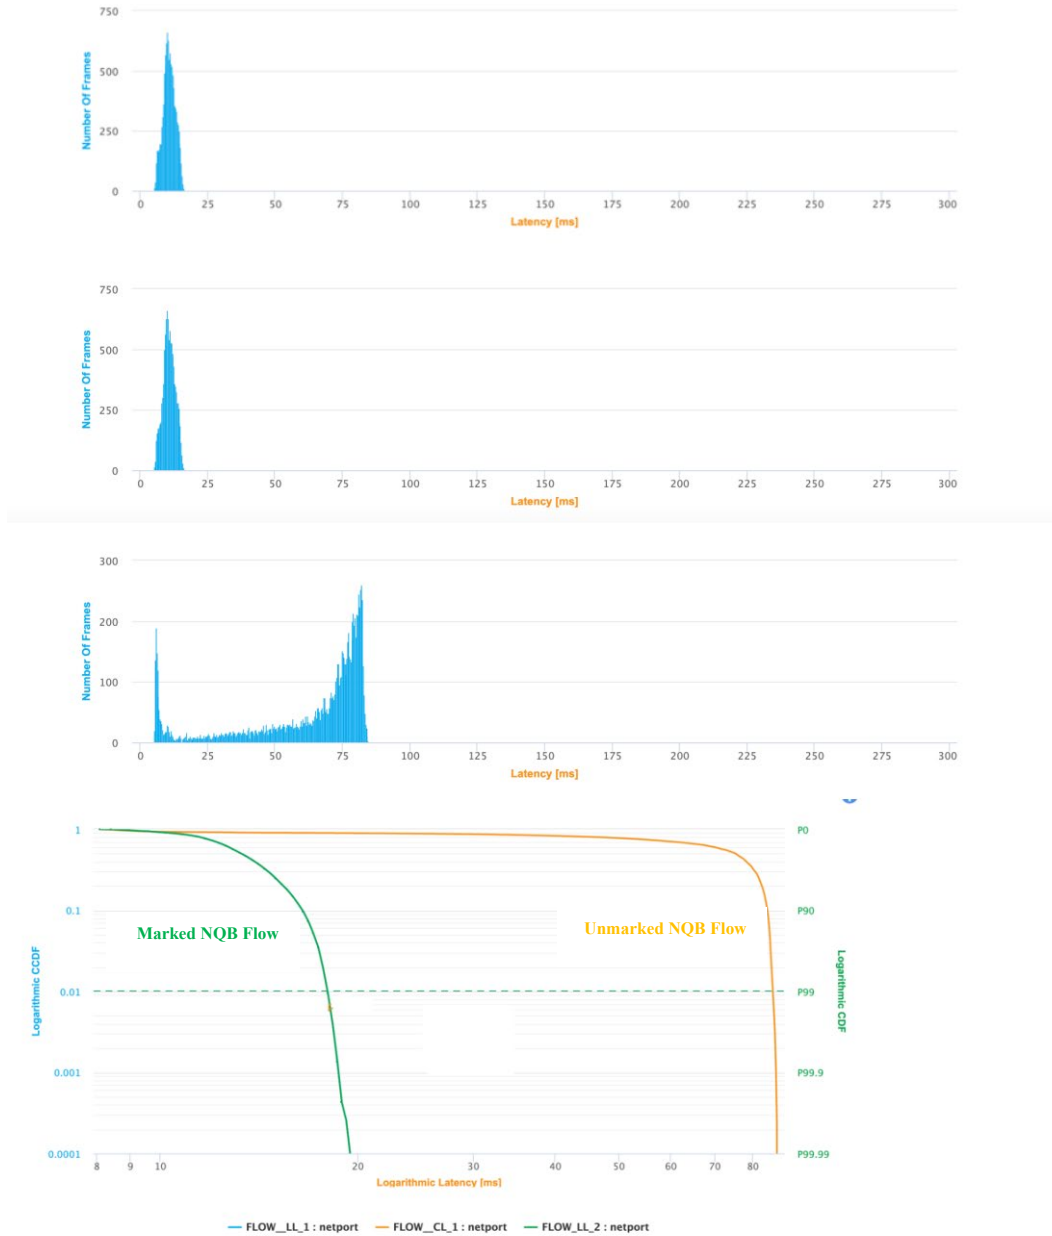 750
500
250
0
Number Of Frames
0 25 50 75 100 125 150 175 200 225 250 275 300
Latency [ms]
750
500
250
0
Number Of Frames
0 25 50 75 100 125 150 175 200 225 250 275 300
Latency [ms]
300
200
100
0
Number Of Frames
0 25 50 75 100 125 150 175 200 225 250 275 300
Latency [ms]
1 P0
0.1 P90
Marked NQB Flow Unmarked NQB Flow
Logarithmic CCDF
Logarithmic CDF
0.01 P99
0.001 P99.9
0.0001 P99.99
8 9 10 20 30 40 50 60 70 80
Logarithmic Latency [ms]
FLOW__LL_1 : netport FLOW__CL_1 : netport FLOW_LL_2 : netport